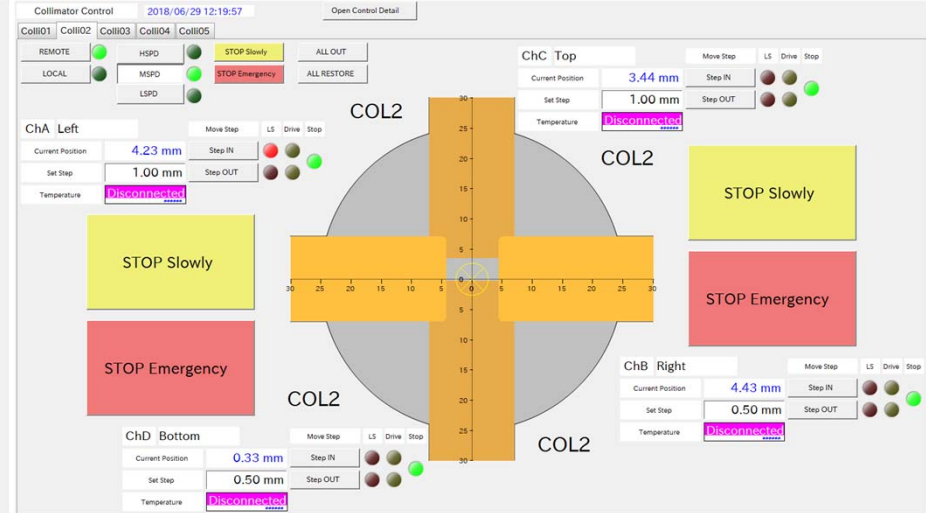 Collimator Control 2018/06/29 12:19:57 Open Control Detail
Colli01 Colli02 Colli03 Colli04 Colli05
REMOTE HSPD STOP Slowly ALL OUT
LOCAL MSPD STOP Emergency ALL RESTORE
LSPD
ChC Top Move Step LS Drive Stop
Current Position 3.44 mm Step IN
Set Step 1.00 mm Step OUT
Temperature Disconnected
COL2
COL2
ChA Left Move Step LS Drive Stop
Current Position 4.23 mm Step IN
Set Step 1.00 mm Step OUT
Temperature Disconnected
STOP Slowly
STOP Emergency
30
25
20
15
10
5
0
30 25 20 15 10 5 0 5 10 15 20 25 30
5
10
15
20
25
30
STOP Slowly
STOP Emergency
ChB Right Move Step LS Drive Stop
Current Position 4.43 mm Step IN
Set Step 0.50 mm Step OUT
Temperature Disconnected
COL2
COL2
ChD Bottom Move Step LS Drive Stop
Current Position 0.33 mm Step IN
Set Step 0.50 mm Step OUT
Temperature Disconnected